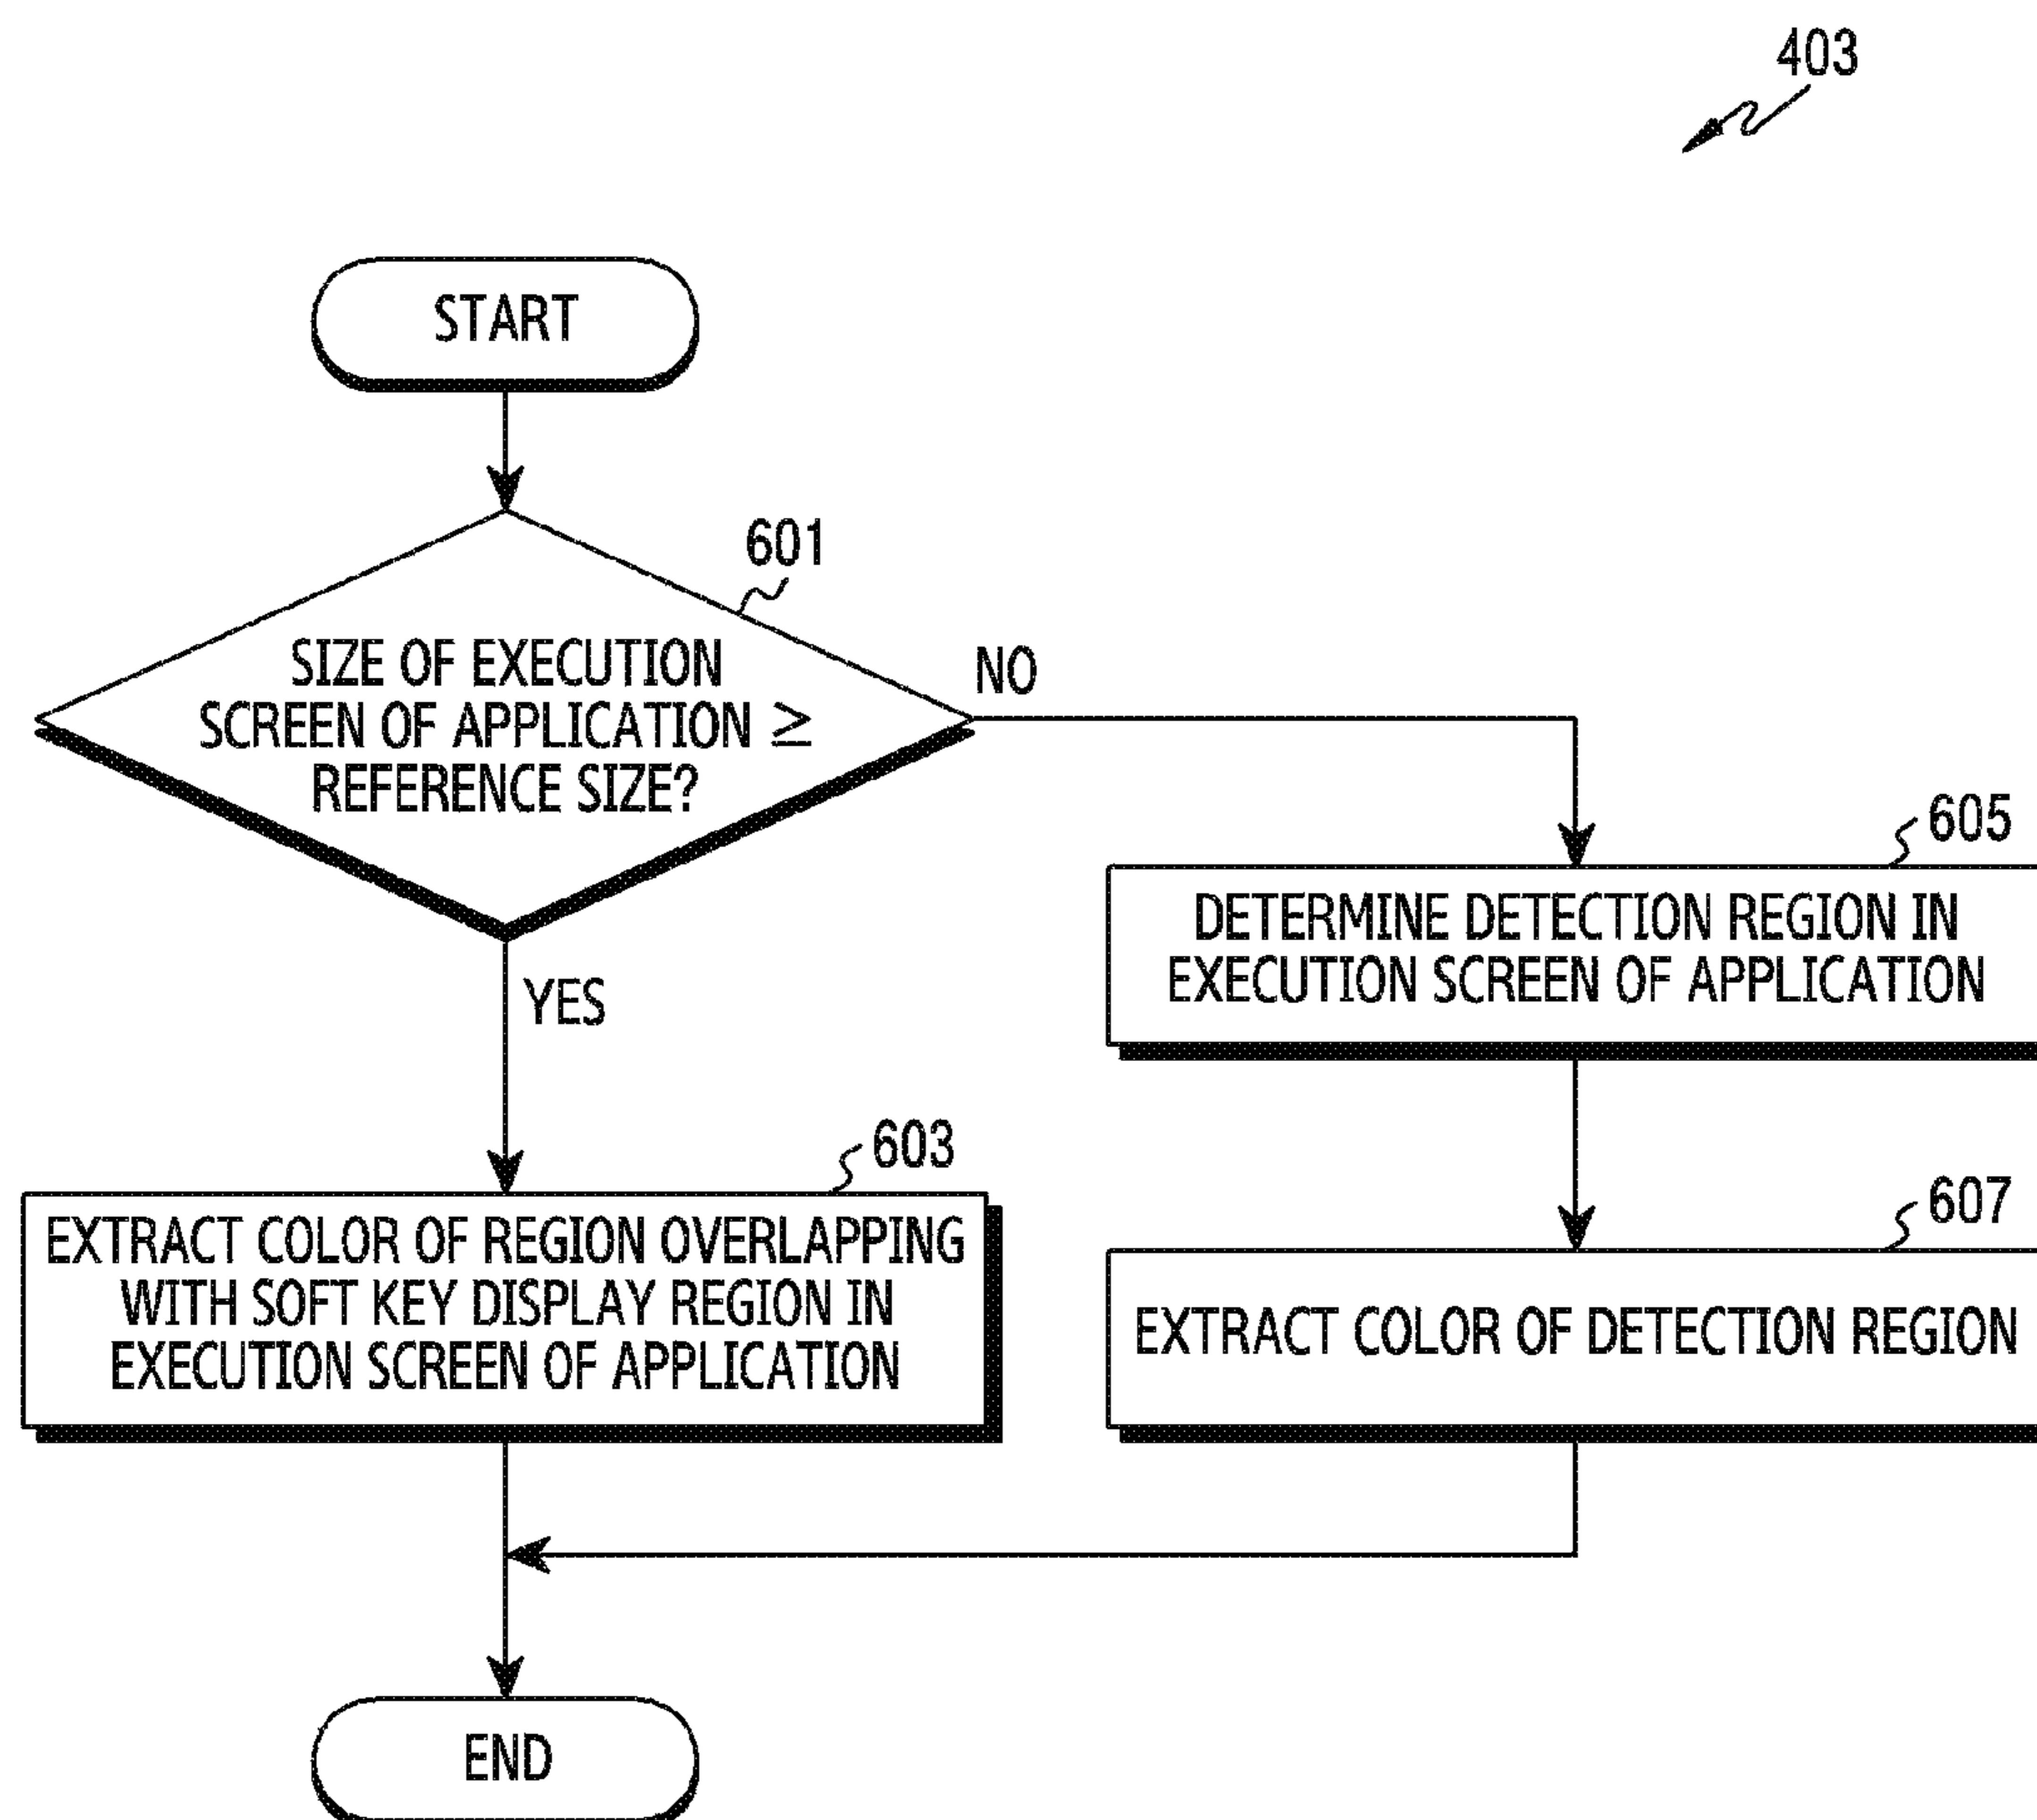 403
START
601
SIZE OF EXECUTION
SCREEN OF APPLICATION ≥
REFERENCE SIZE?
NO
YES
605
DETERMINE DETECTION REGION IN
EXECUTION SCREEN OF APPLICATION
603
EXTRACT COLOR OF REGION OVERLAPPING
WITH SOFT KEY DISPLAY REGION IN
EXECUTION SCREEN OF APPLICATION
607
EXTRACT COLOR OF DETECTION REGION
END